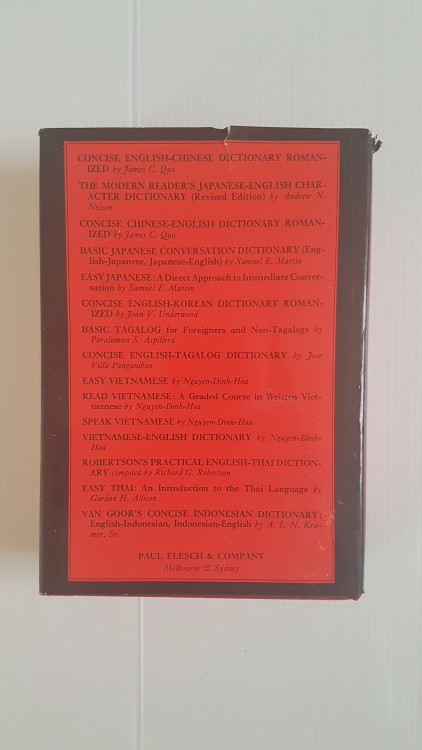 CONCISE ENGLISH-CHINESE DICTIONARY ROMAN-
IZED by James C. Quo
THE MODERN READER'S JAPANESE-ENGLISH CHAR-
ACTER DICTIONARY (Revised Edition) by Andrew N.
Nelson
CONCISE CHINESE-ENGLISH DICTIONARY ROMAN-
IZED by James C. Quo
BASIC JAPANESE CONVERSATION DICTIONARY (Eng-
lish-Japanese, Japanese-English) by Samuel E. Martin
EASY JAPANESE: A Direct Approach to Immediate Conver-
sation by Samuel E. Martin
CONCISE ENGLISH-KOREAN DICTIONARY ROMAN-
IZED by Joan V. Underwood
BASIC TAGALOG for Foreigners and Non-Tagalogs by
Paraluman S. Aspillera
CONCISE ENGLISH-TAGALOG DICTIONARY by Jose
Villa Panganiban
EASY VIETNAMESE by Nguyen-Dinh-Hoa
READ VIETNAMESE: A Graded Course in Written Viet-
namese by Nguyen-Dinh-Hoa
SPEAK VIETNAMESE by Nguyen-Dinh-Hoa
VIETNAMESE-ENGLISH DICTIONARY by Nguyen-Dinh-
Hoa
ROBERTSON'S PRACTICAL ENGLISH-THAI DICTION-
ARY compiled by Richard G. Robertson
EASY THAI: An Introduction to the Thai Language by
Gordon H. Allison
VAN GOOR'S CONCISE INDONESIAN DICTIONARY:
English-Indonesian, Indonesian-English by A. L. N. Kra-
mer, Sr.
PAUL FLESCH & COMPANY
Melbourne & Sydney